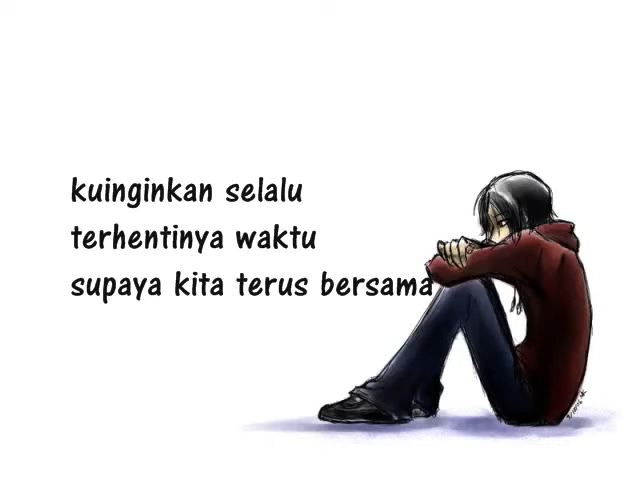 kuinginkan selalu
terhentinya waktu
supaya kita terus bersama